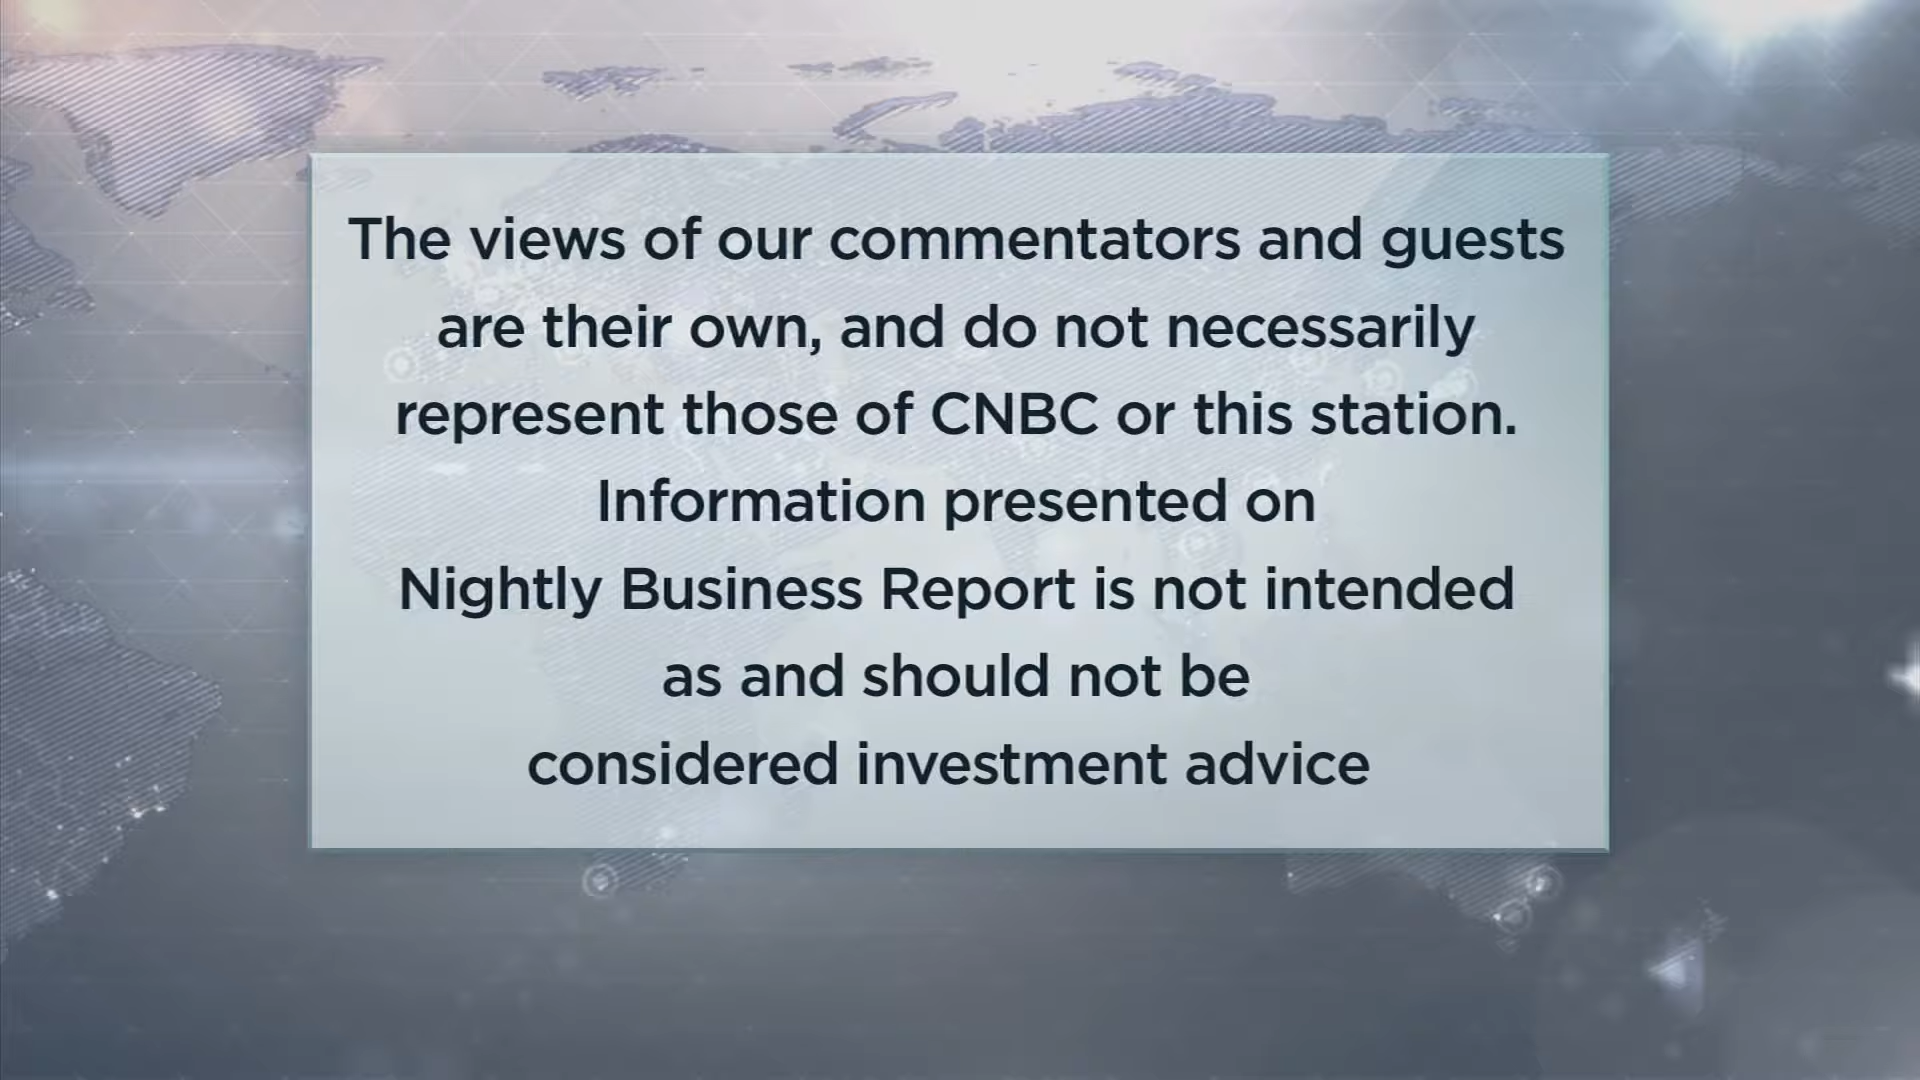 The views of our commentators and guests
are their own, and do not necessarily
represent those of CNBC or this station.
Information presented on
Nightly Business Report is not intended
as and should not be
considered investment advice